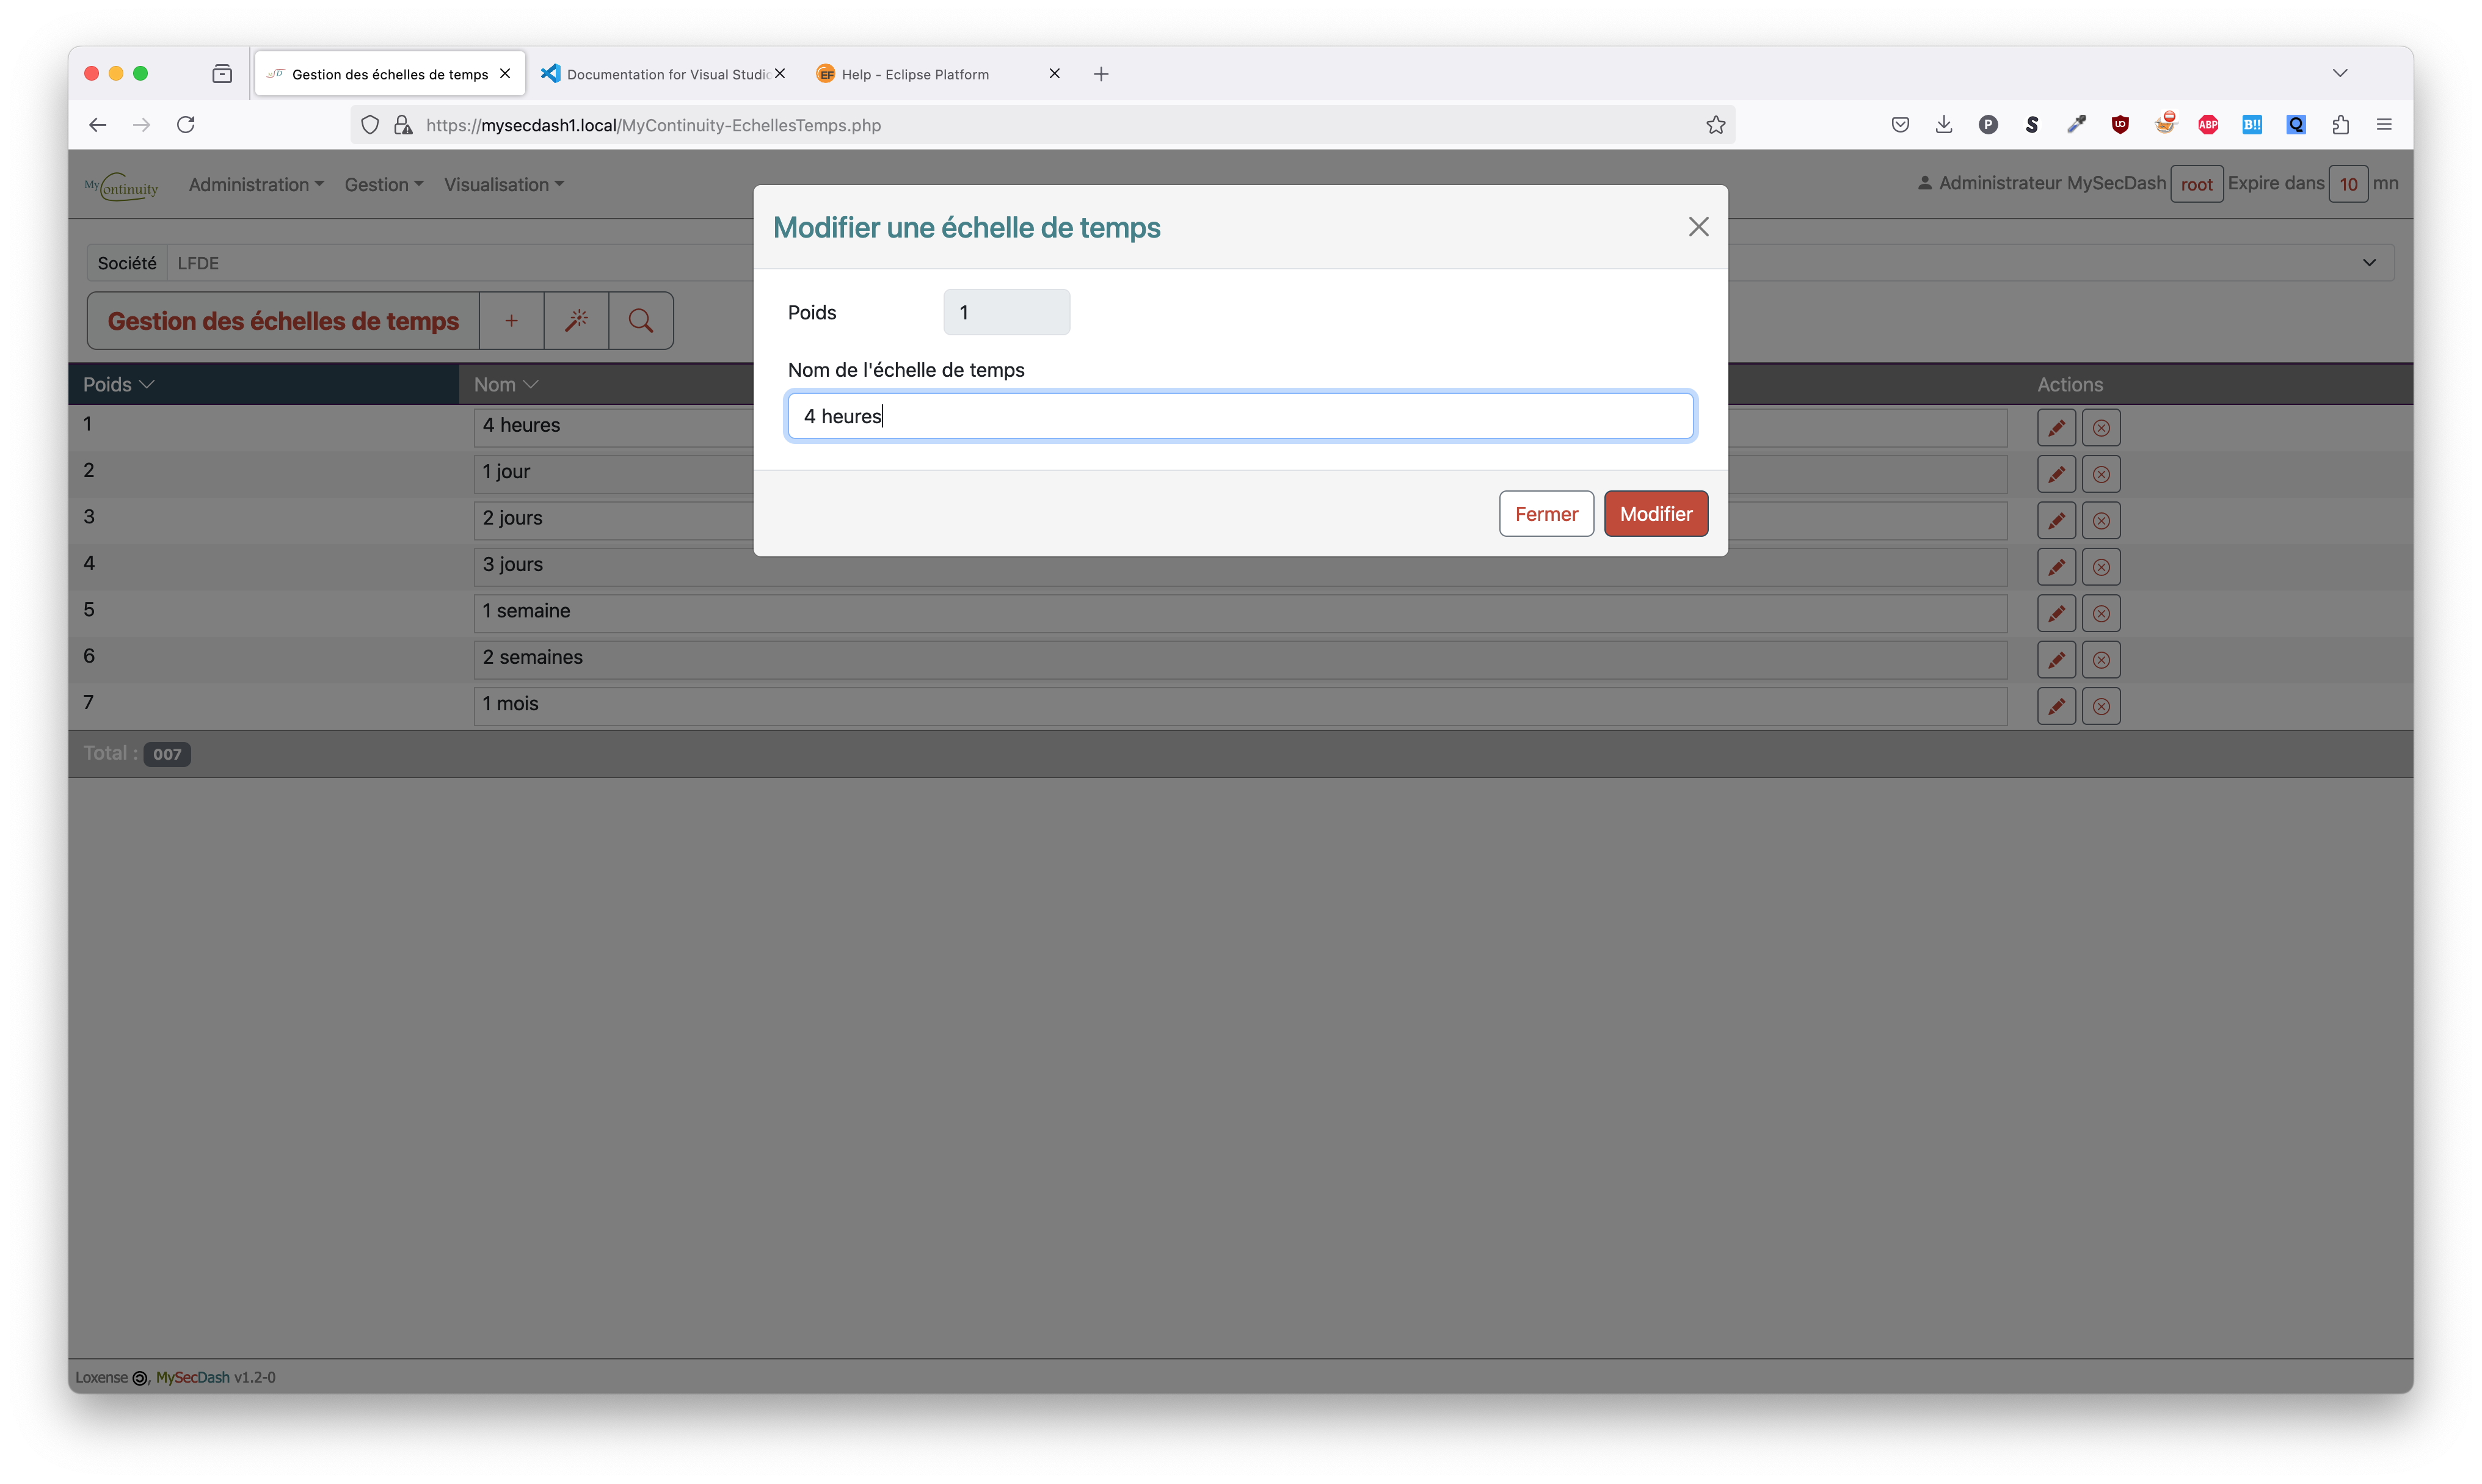 Gestion des échelles de temps
Documentation for Visual Studio
Help - Eclipse Platform
https://mysecdash1.local/MyContinuity-EchellesTemps.php
P
S
ABP
B!!
Q
MyContinuity
Administration
Gestion
Visualisation
Administrateur MySecDash root Expire dans 10 mn
Modifier une échelle de temps
Société LFDE
Gestion des échelles de temps
Poids 1
Nom de l'échelle de temps
4 heures
Fermer
Modifier
Poids Nom Actions
1 4 heures
2 1 jour
3 2 jours
4 3 jours
5 1 semaine
6 2 semaines
7 1 mois
Total : 007
Loxense , MySecDash v1.2-0